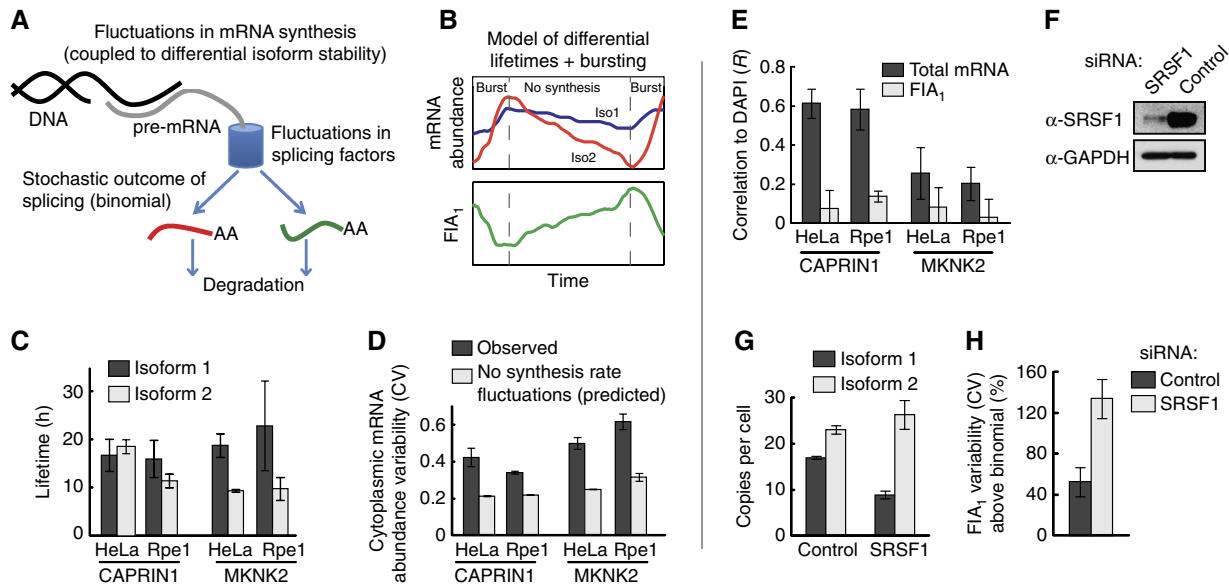 A
Fluctuations in mRNA synthesis
(coupled to differential isoform stability)
DNA
pre-mRNA
Fluctuations in
splicing factors
Stochastic outcome of
splicing (binomial)
AA
AA
Degradation
B
Model of differential
lifetimes + bursting
Burst
No synthesis
Burst
Iso1
Iso2
mRNA
abundance
FIA1
Time
C
Isoform 1
Isoform 2
Lifetime (h)
30
20
10
0
HeLa
Rpe1
HeLa
Rpe1
CAPRIN1
MKNK2
D
Observed
No synthesis rate
fluctuations (predicted)
Cytoplasmic mRNA
abundance variability (CV)
0.6
0.4
0.2
0
HeLa
Rpe1
HeLa
Rpe1
CAPRIN1
MKNK2
E
Total mRNA
FIA1
Correlation to DAPI (R)
0.8
0.6
0.4
0.2
0
HeLa
Rpe1
HeLa
Rpe1
CAPRIN1
MKNK2
F
siRNA:
SRSF1
Control
α-SRSF1
α-GAPDH
G
Isoform 1
Isoform 2
Copies per cell
30
20
10
0
Control
SRSF1
H
siRNA:
Control
SRSF1
FIA1 variability (CV)
above binomial (%)
160
120
80
40
0